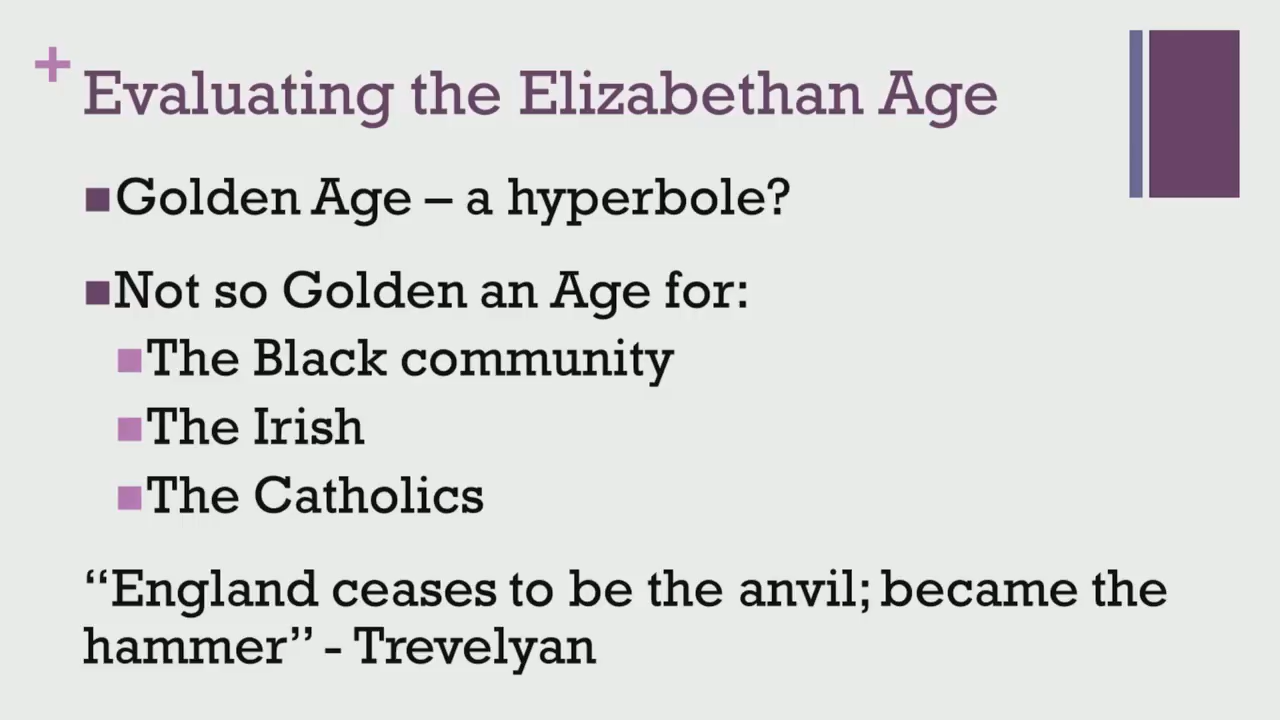 Evaluating the Elizabethan Age
Golden Age – a hyperbole?
Not so Golden an Age for:
The Black community
The Irish
The Catholics
“England ceases to be the anvil; became the
hammer” - Trevelyan